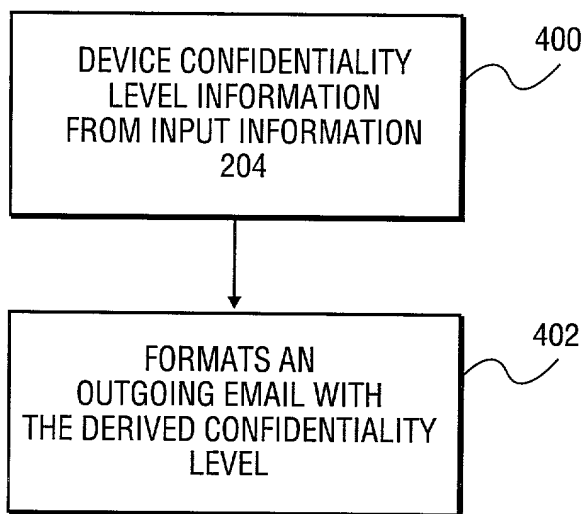 DEVICE CONFIDENTIALITY
LEVEL INFORMATION
FROM INPUT INFORMATION
204
400
FORMATS AN
OUTGOING EMAIL WITH
THE DERIVED CONFIDENTIALITY
LEVEL
402